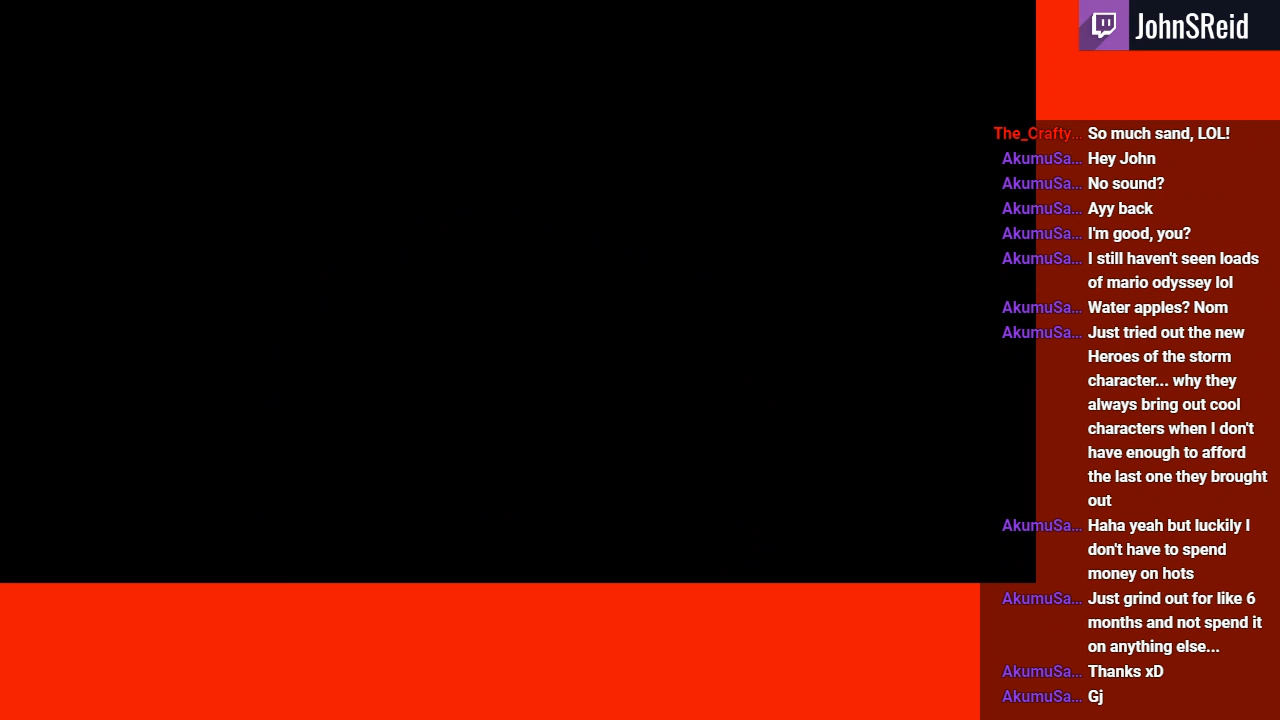 JohnSReid
The_Crafty... So much sand, LOL!
AkumuSa... Hey John
AkumuSa... No sound?
AkumuSa... Ayy back
AkumuSa... I'm good, you?
AkumuSa... I still haven't seen loads
of mario odyssey lol
AkumuSa... Water apples? Nom
AkumuSa... Just tried out the new
Heroes of the storm
character... why they
always bring out cool
characters when I don't
have enough to afford
the last one they brought
out
AkumuSa... Haha yeah but luckily I
don't have to spend
money on hots
AkumuSa... Just grind out for like 6
months and not spend it
on anything else...
AkumuSa... Thanks xD
AkumuSa... Gj